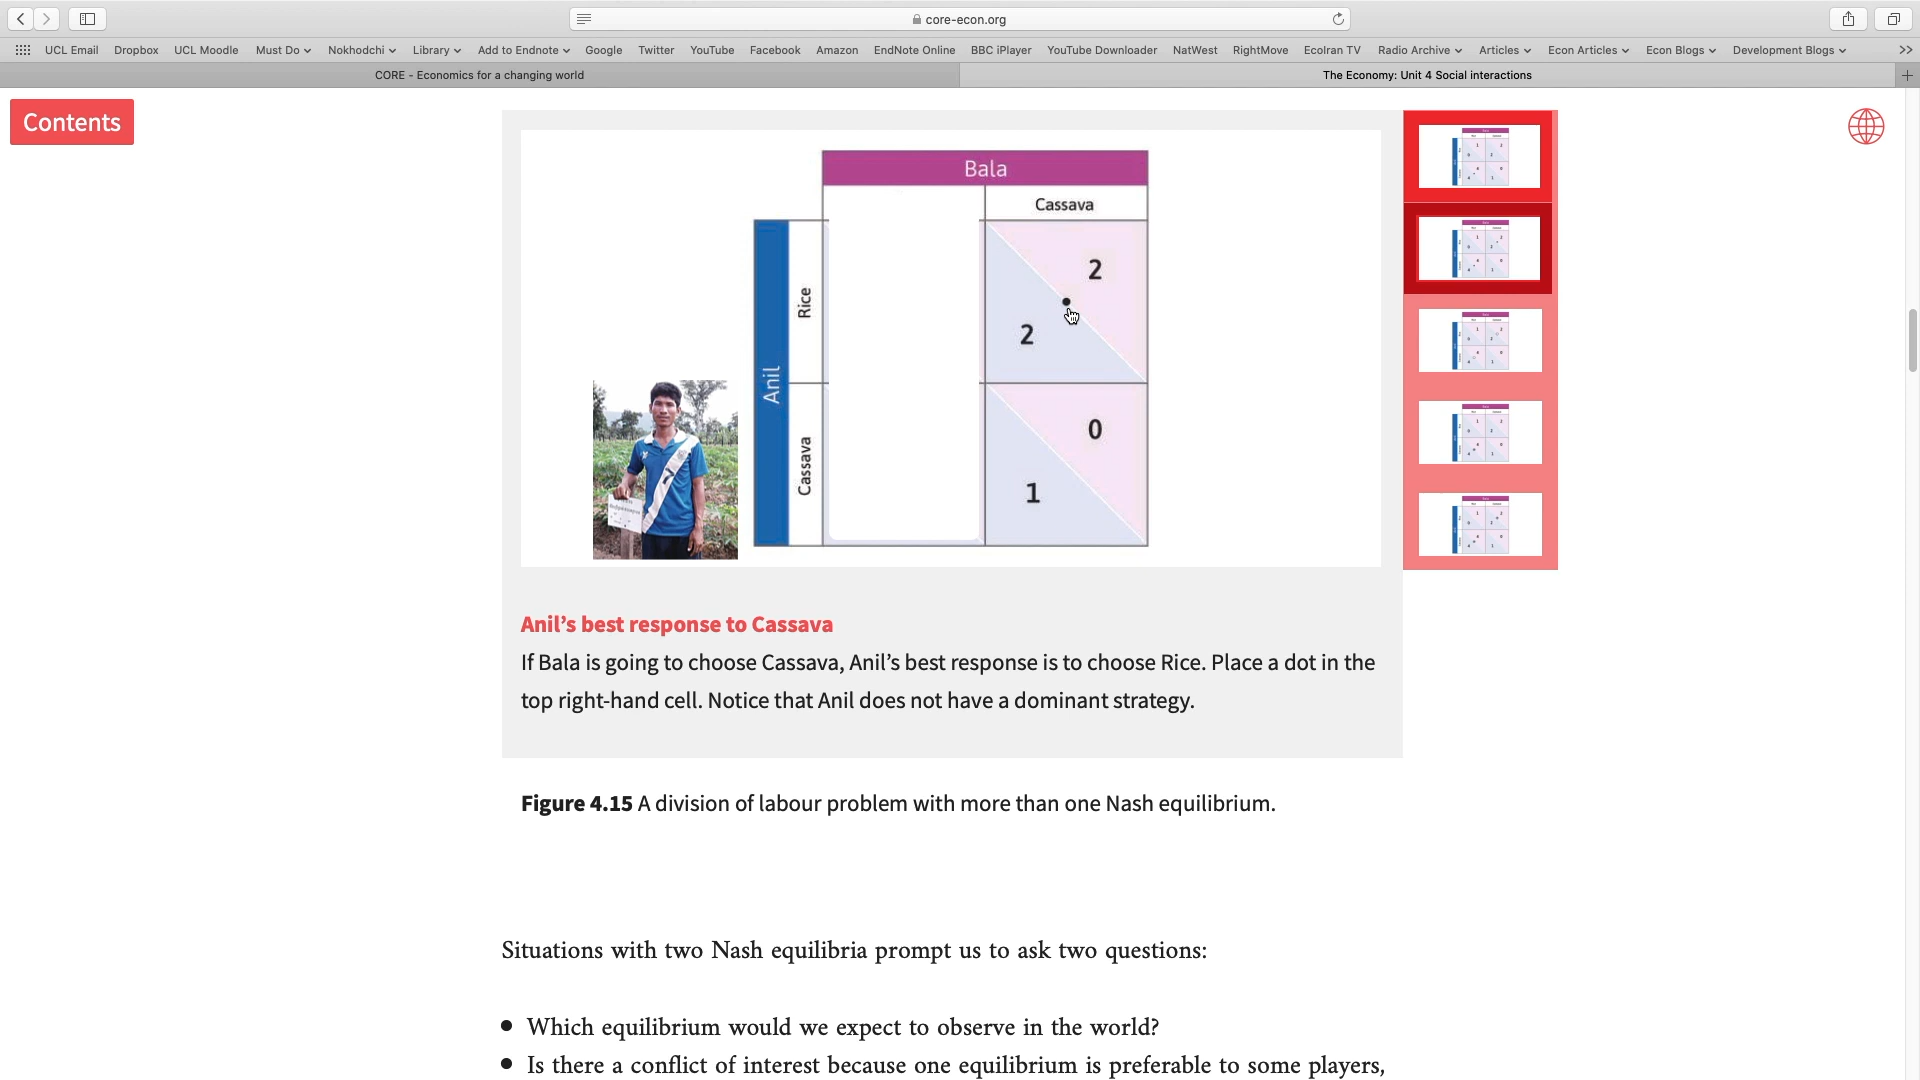 core-econ.org
UCL Email Dropbox UCL Moodle Must Do Nokhodchi Library Add to Endnote Google Twitter YouTube Facebook Amazon EndNote Online BBC iPlayer YouTube Downloader NatWest RightMove EcoIran TV Radio Archive Articles Econ Articles Econ Blogs Development Blogs
CORE - Economics for a changing world
The Economy: Unit 4 Social interactions
Contents
Bala
Cassava
Anil
Rice
2
2
Cassava
0
1
Anil’s best response to Cassava
If Bala is going to choose Cassava, Anil’s best response is to choose Rice. Place a dot in the
top right-hand cell. Notice that Anil does not have a dominant strategy.
Figure 4.15 A division of labour problem with more than one Nash equilibrium.
Situations with two Nash equilibria prompt us to ask two questions:
• Which equilibrium would we expect to observe in the world?
• Is there a conflict of interest because one equilibrium is preferable to some players,